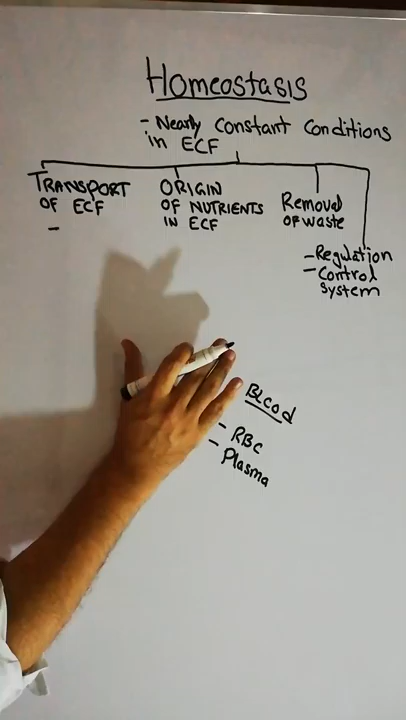 Homeostasis
- Nearly Constant Conditions
in ECF
TRANSPORT
OF ECF
-
ORIGIN
OF NUTRIENTS
IN ECF
Removal
OF waste
- Regulation
- Control
System
Blood
- RBC
- Plasma